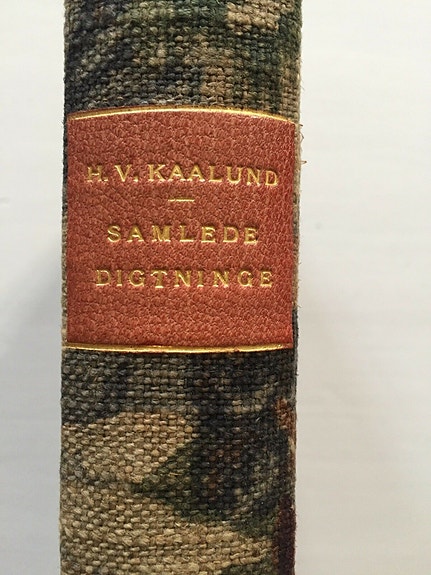 H. V. KAALUND
—
SAMLEDE
DIGTNINGE